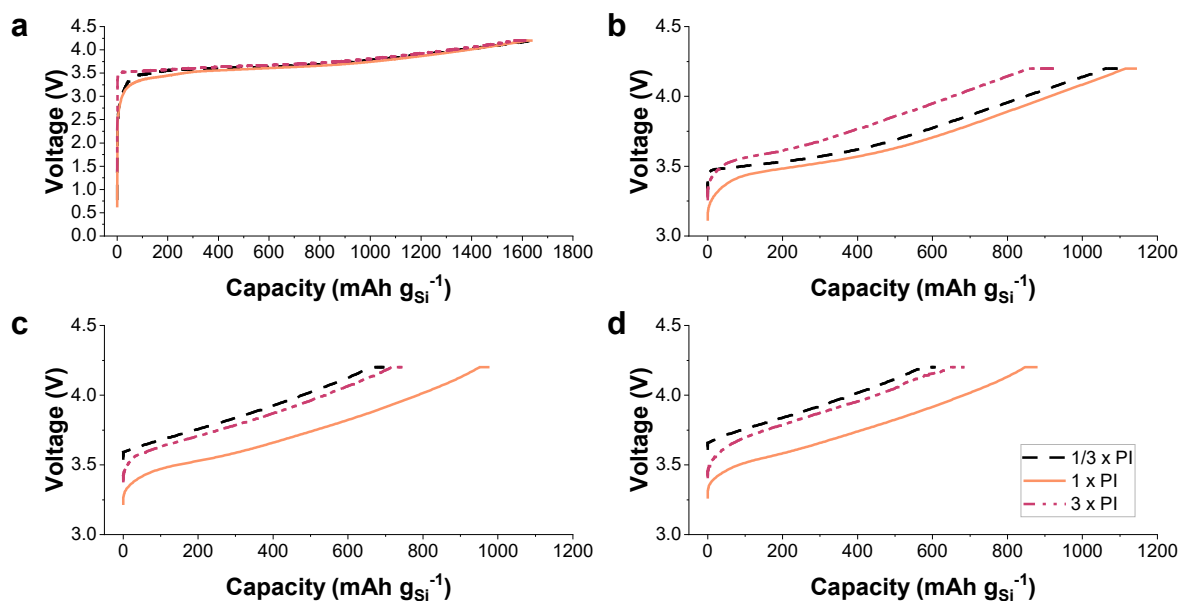 a
4.5
4.0
3.5
3.0
2.5
2.0
1.5
1.0
0.5
0.0
Voltage (V)
0 200 400 600 800 1000 1200 1400 1600 1800
Capacity (mAh gSi-1)
b
4.5
4.0
3.5
3.0
Voltage (V)
0 200 400 600 800 1000 1200
Capacity (mAh gSi-1)
c
4.5
4.0
3.5
3.0
Voltage (V)
0 200 400 600 800 1000 1200
Capacity (mAh gSi-1)
d
4.5
4.0
3.5
3.0
Voltage (V)
1/3 x PI
1 x PI
3 x PI
0 200 400 600 800 1000 1200
Capacity (mAh gSi-1)